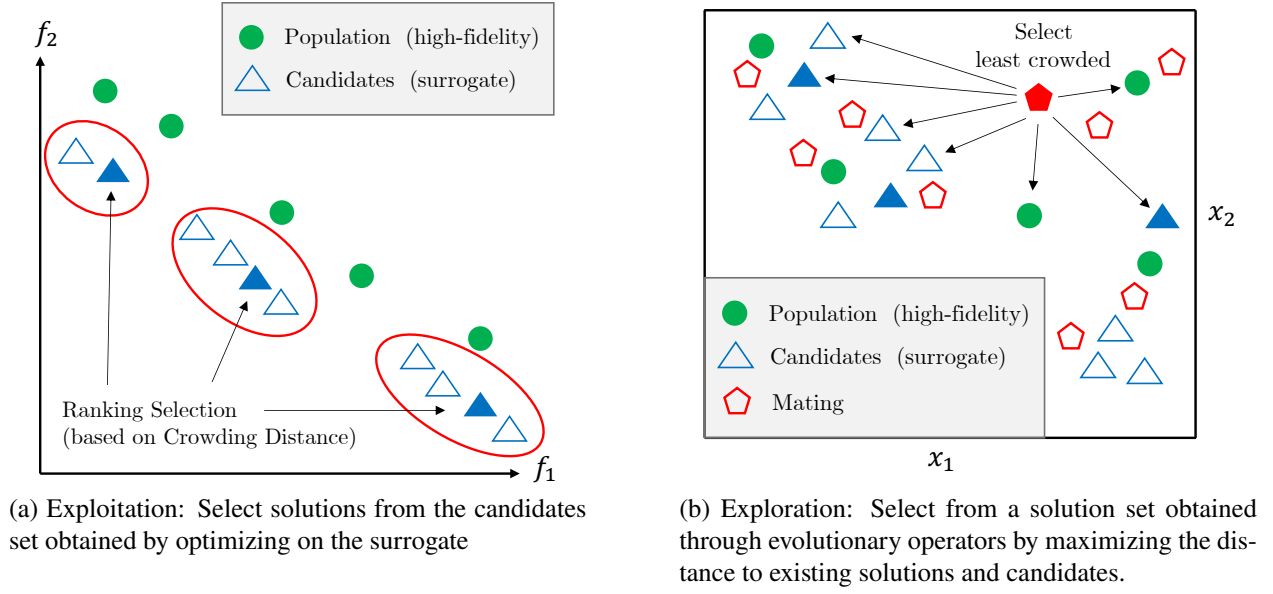 f₂
Population (high-fidelity)
Candidates (surrogate)
Ranking Selection
(based on Crowding Distance)
f₁
(a) Exploitation: Select solutions from the candidates
set obtained by optimizing on the surrogate
Select
least crowded
x₂
Population (high-fidelity)
Candidates (surrogate)
Mating
x₁
(b) Exploration: Select from a solution set obtained
through evolutionary operators by maximizing the dis-
tance to existing solutions and candidates.